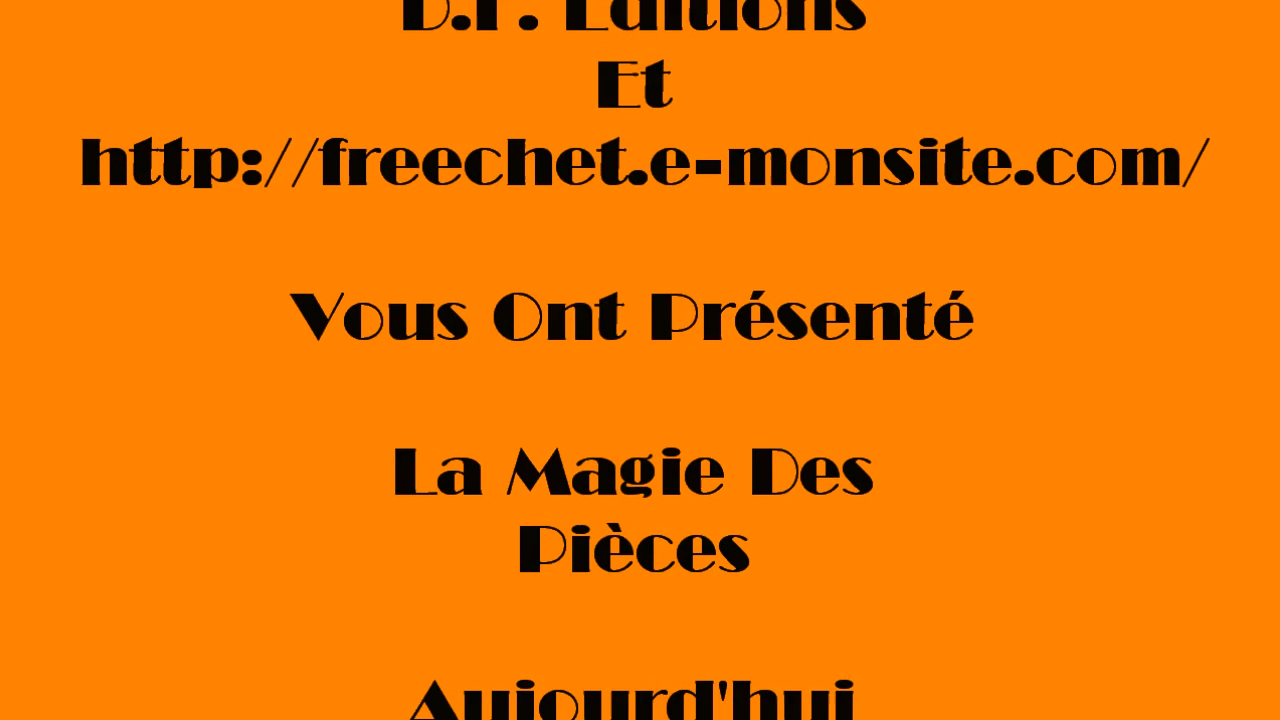 Editions
Et
http://freechet.e-monsite.com/
Vous Ont Présenté
La Magie Des
Pièces
Aujourd'hui